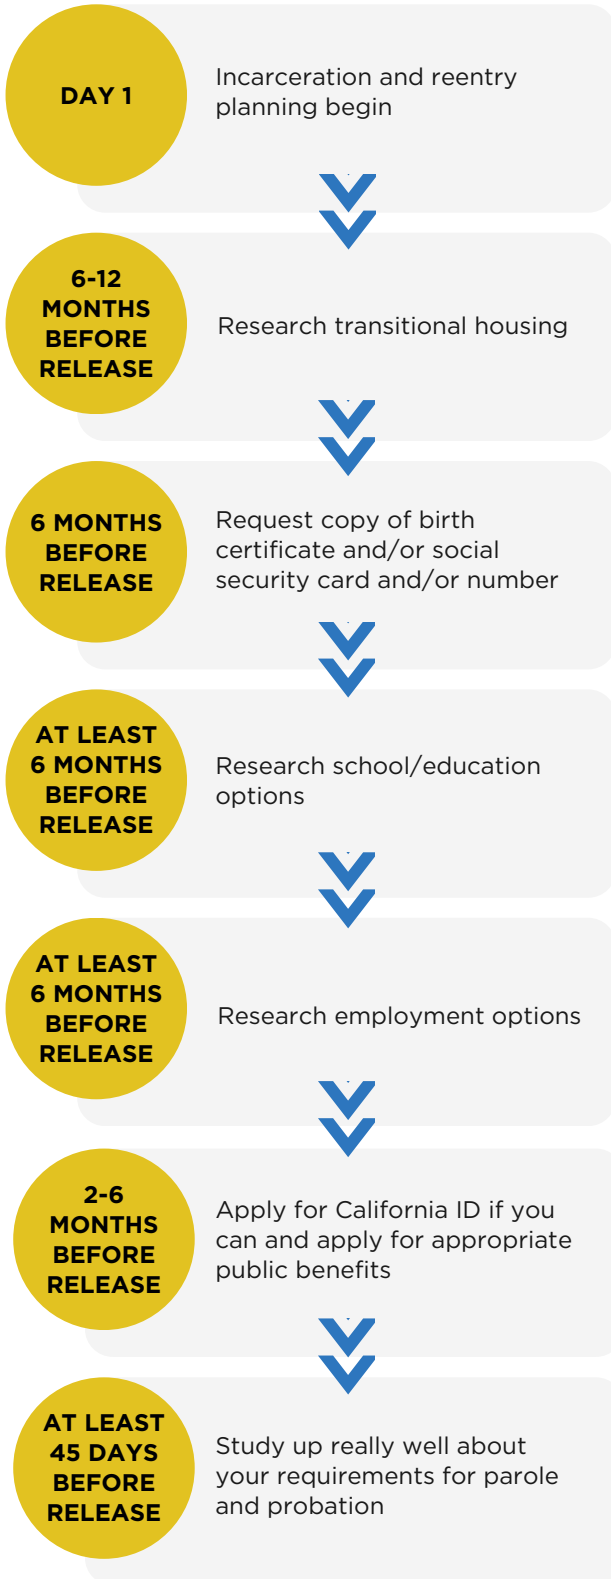 DAY 1
Incarceration and reentry
planning begin
6-12
MONTHS
BEFORE
RELEASE
Research transitional housing
6 MONTHS
BEFORE
RELEASE
Request copy of birth
certificate and/or social
security card and/or number
AT LEAST
6 MONTHS
BEFORE
RELEASE
Research school/education
options
AT LEAST
6 MONTHS
BEFORE
RELEASE
Research employment options
2-6
MONTHS
BEFORE
RELEASE
Apply for California ID if you
can and apply for appropriate
public benefits
AT LEAST
45 DAYS
BEFORE
RELEASE
Study up really well about
your requirements for parole
and probation